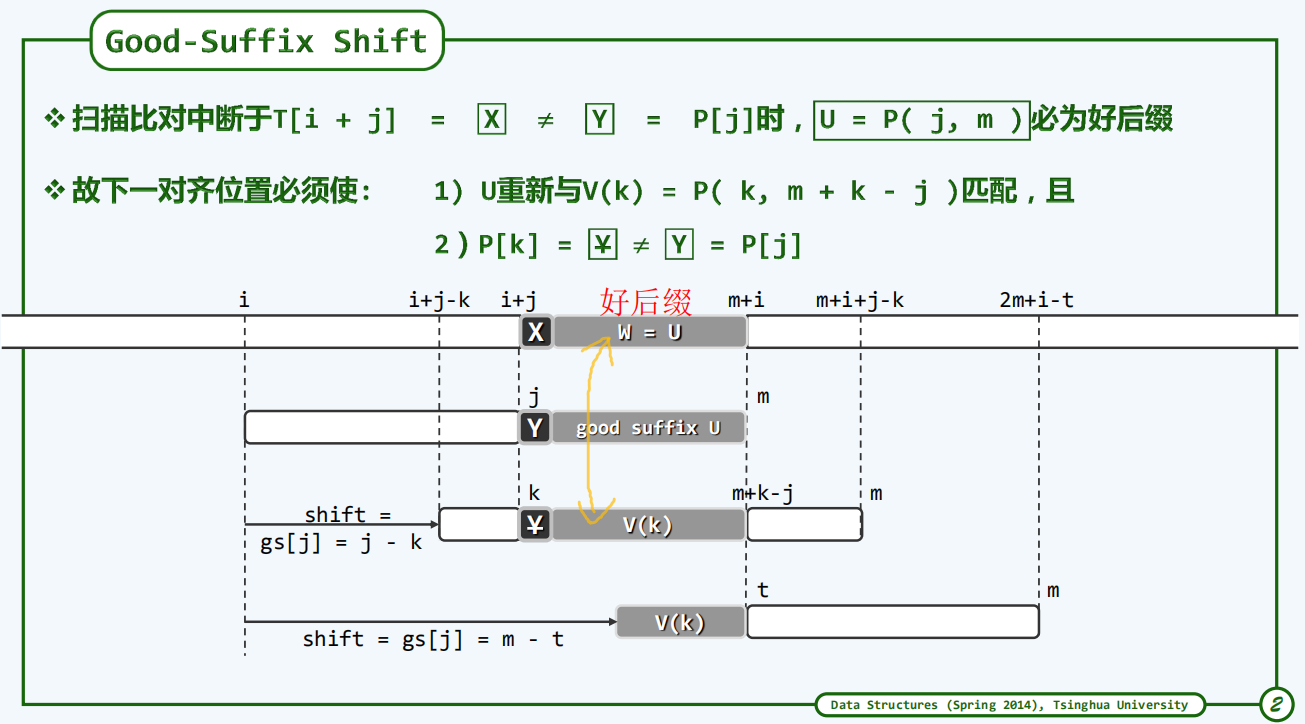 Good-Suffix Shift
❖ 扫描比对中断于T[i + j] = X ≠ Y = P[j]时,U = P( j, m )必为好后缀
❖ 故下一对齐位置必须使: 1) U重新与V(k) = P( k, m + k - j )匹配,且
2)P[k] = ¥ ≠ Y = P[j]
i i+j-k i+j 好后缀 m+i m+i+j-k 2m+i-t
X W = U
j m
Y good suffix U
k m+k-j m
shift =
¥ V(k)
gs[j] = j - k
t m
V(k)
shift = gs[j] = m - t
Data Structures (Spring 2014), Tsinghua University 2